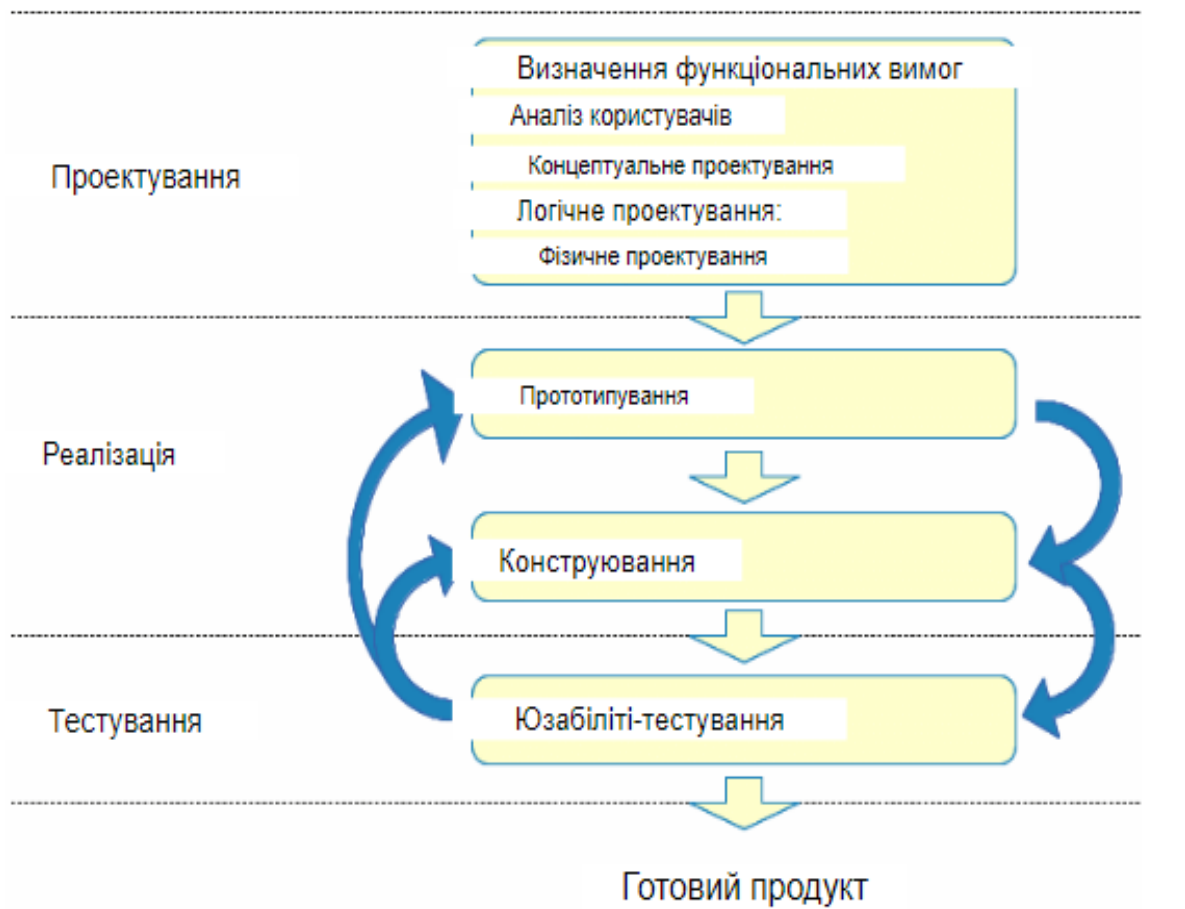 Визначення функціональних вимог
Аналіз користувачів
Концептуальне проектування
Проектування
Логічне проектування:
Фізичне проектування
Прототипування
Реалізація
Конструювання
Тестування
Юзабіліті-тестування
Готовий продукт